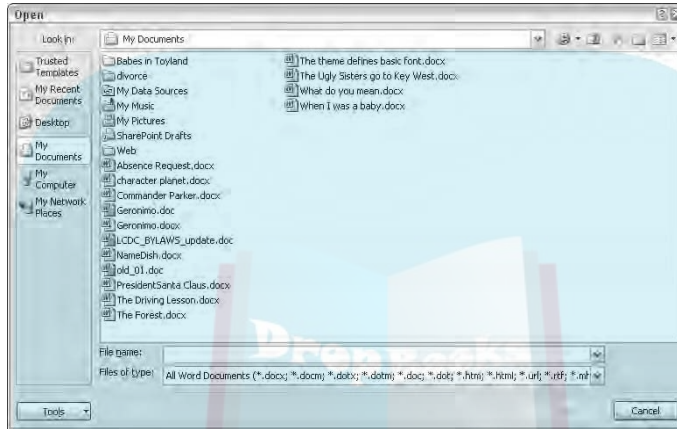 Open
Look in:
My Documents
Trusted
Templates
My Recent
Documents
Desktop
My
Documents
My
Computer
My Network
Places
Babes in Toyland
divorce
My Data Sources
My Music
My Pictures
SharePoint Drafts
Web
Absence Request.docx
character planet.docx
Commander Parker.docx
Geronimo.doc
Geronimo.docx
LCDC_BYLAWS_update.doc
NameDish.docx
old_01.doc
PresidentSanta Claus.docx
The Driving Lesson.docx
The Forest.docx
The theme defines basic font.docx
The Ugly Sisters go to Key West.docx
What do you mean.docx
When I was a baby.docx
File name:
Files of type:
All Word Documents (*.docx; *.docm; *.dotx; *.dotm; *.doc; *.dot; *.htm; *.html; *.url; *.rtf; *.mh
Tools
Cancel
DropBooks